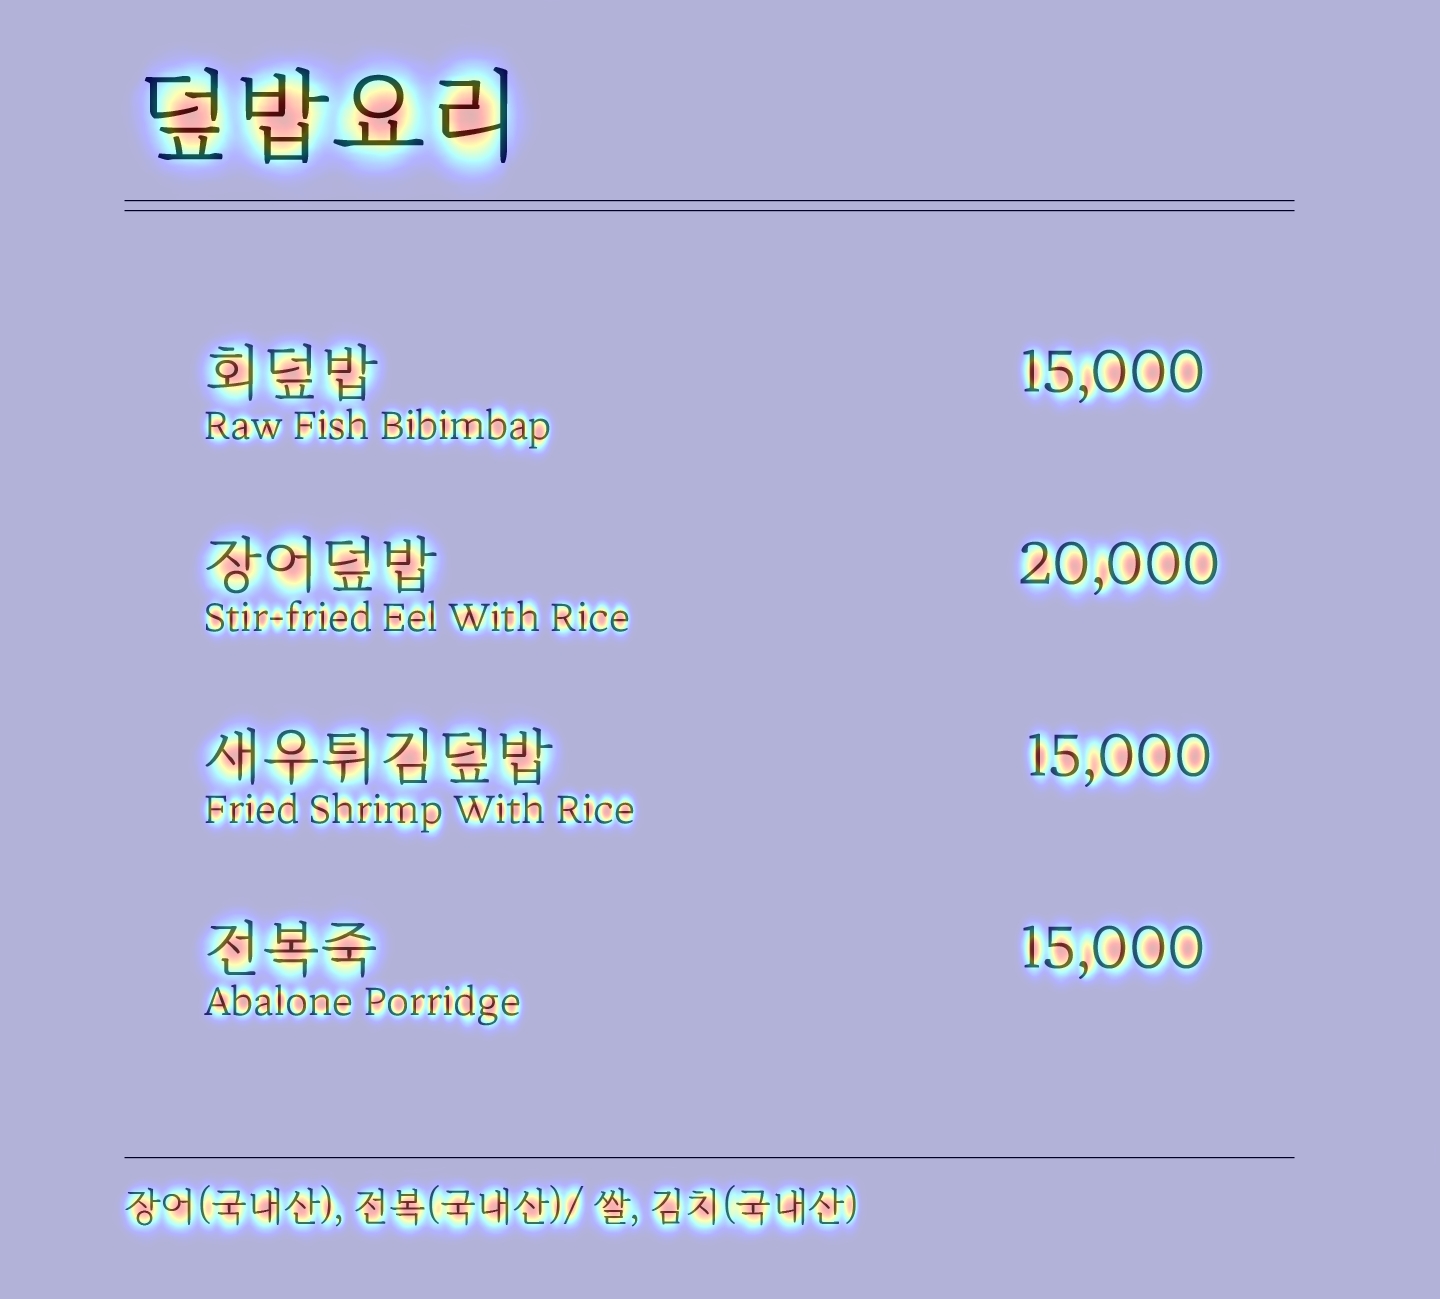 덮밥요리
회덮밥 15,000
Raw Fish Bibimbap
장어덮밥 20,000
Stir-fried Eel With Rice
새우튀김덮밥 15,000
Fried Shrimp With Rice
전복죽 15,000
Abalone Porridge
장어(국내산), 전복(국내산)/ 쌀, 김치(국내산)